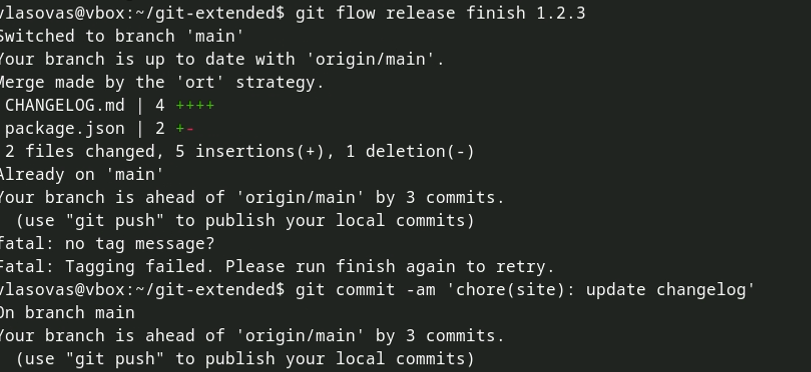 vlasovas@vbox:~/git-extended$ git flow release finish 1.2.3
Switched to branch 'main'
Your branch is up to date with 'origin/main'.
Merge made by the 'ort' strategy.
CHANGELOG.md | 4 ++++
package.json | 2 +-
2 files changed, 5 insertions(+), 1 deletion(-)
Already on 'main'
Your branch is ahead of 'origin/main' by 3 commits.
(use "git push" to publish your local commits)
fatal: no tag message?
Fatal: Tagging failed. Please run finish again to retry.
vlasovas@vbox:~/git-extended$ git commit -am 'chore(site): update changelog'
On branch main
Your branch is ahead of 'origin/main' by 3 commits.
(use "git push" to publish your local commits)